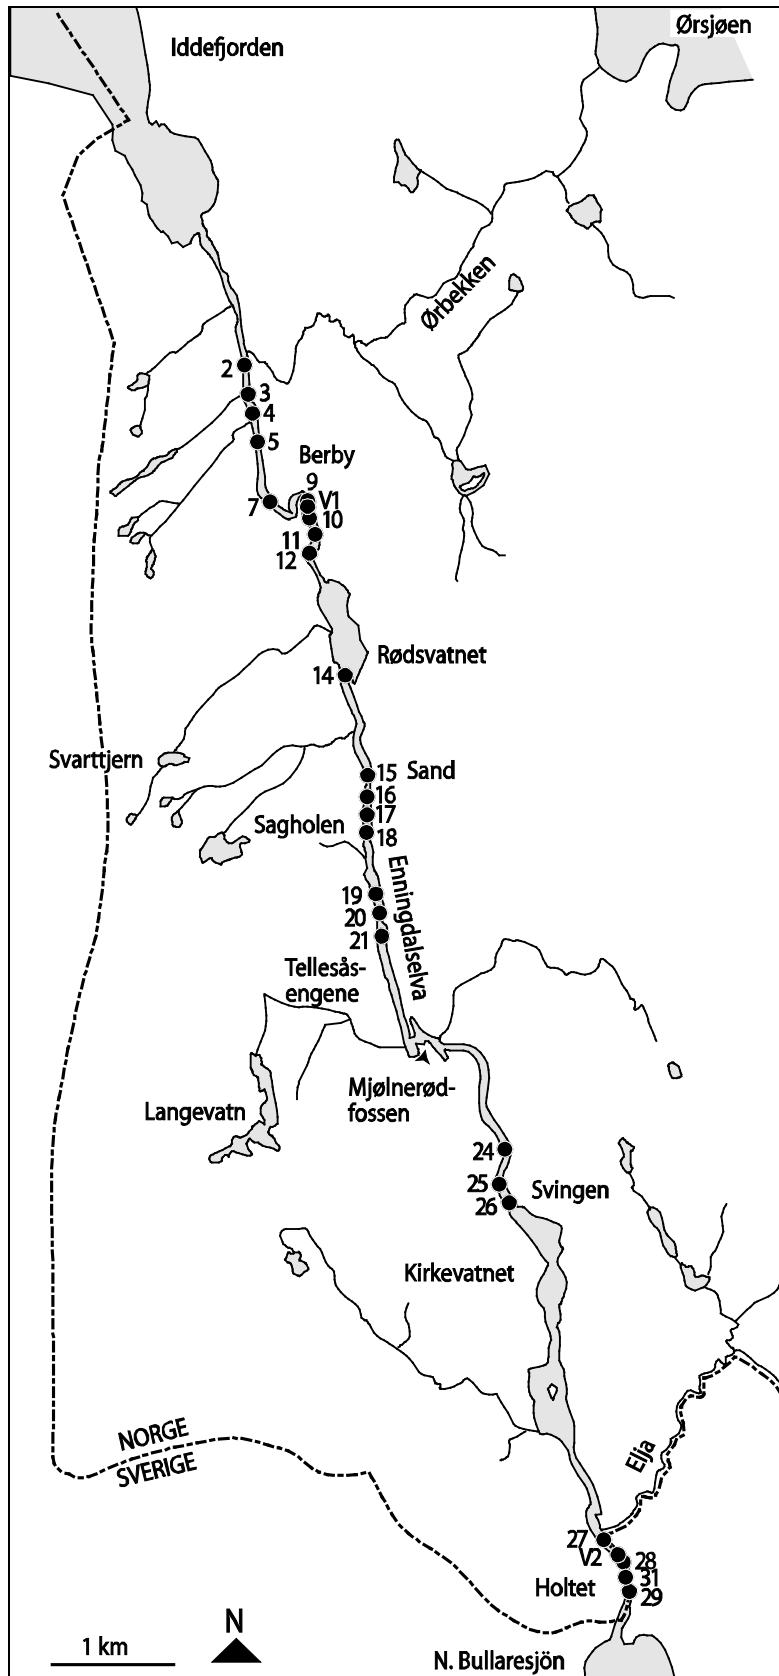 Ørsjøen
Iddefjorden
Ørbekken
2
3
4
5
Berby
9
7
V1
10
11
12
Rødsvatnet
14
Svarttjern
15
Sand
16
Sagholen
17
18
Enningdalselva
19
20
21
Tellesås-
engene
Mjølnerød-
fossen
Langevatn
24
25
Svingen
26
Kirkevatnet
NORGE
SVERIGE
Elja
27
V2
28
Holtet
31
29
N
1 km
N. Bullaresjön